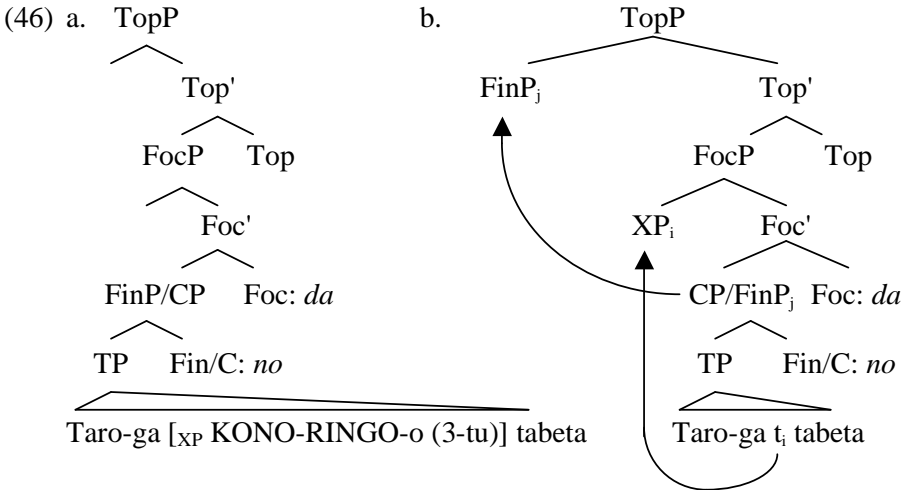 (46) a. TopP b. TopP
Top' FinPj Top'
FocP Top FocP Top
Foc' XPi Foc'
FinP/CP Foc: da CP/FinPj Foc: da
TP Fin/C: no TP Fin/C: no
Taro-ga [XP KONO-RINGO-o (3-tu)] tabeta Taro-ga ti tabeta